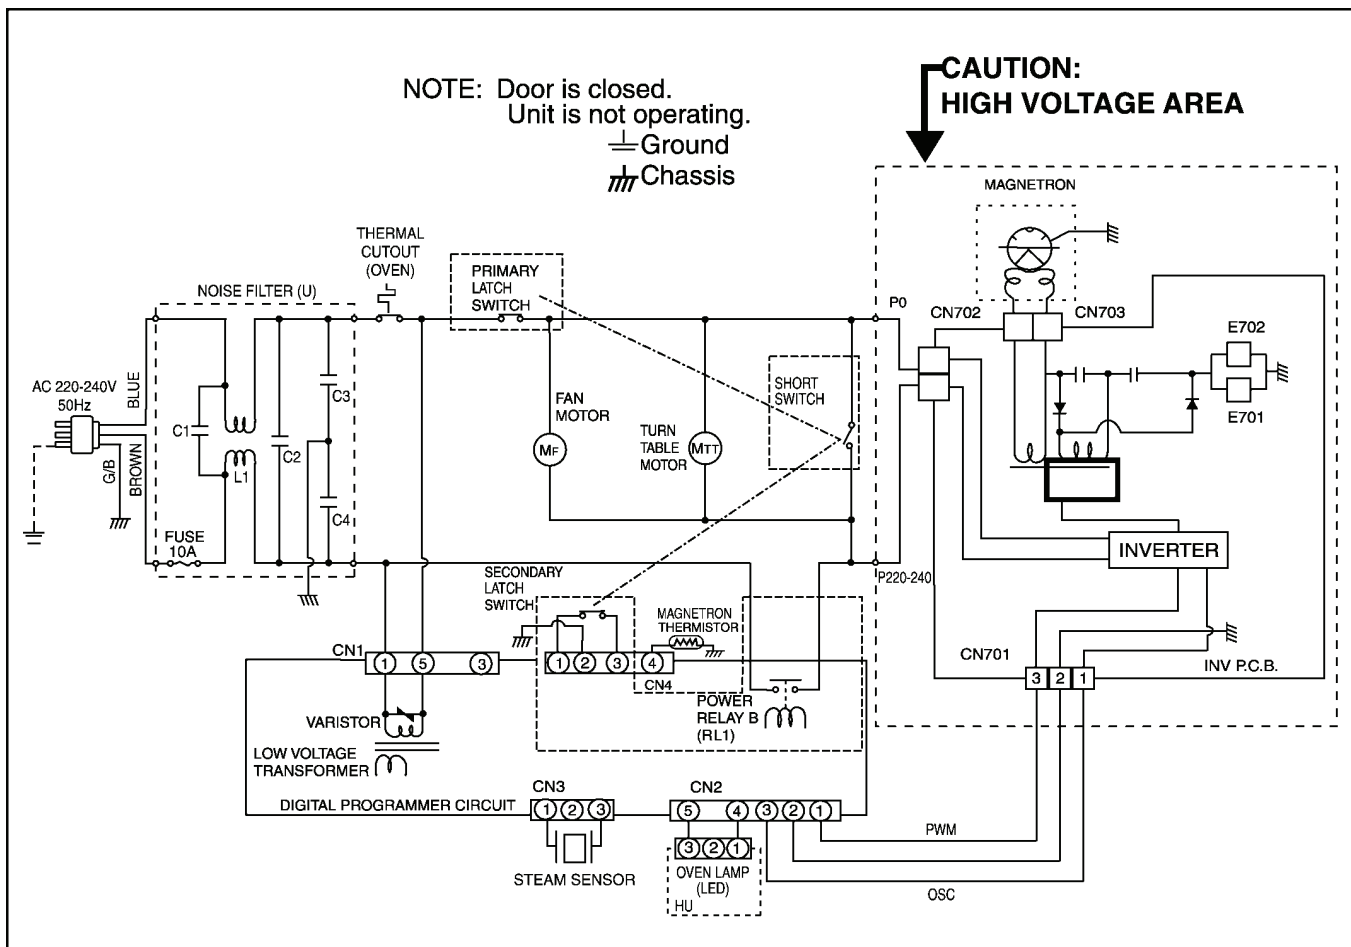 NOTE: Door is closed.
Unit is not operating.
Ground
Chassis
CAUTION:
HIGH VOLTAGE AREA
MAGNETRON
THERMAL
CUTOUT
(OVEN)
PRIMARY
LATCH
SWITCH
NOISE FILTER (U)
P0
CN702
CN703
E702
E701
AC 220-240V
50Hz
BLUE
BROWN
G/B
C1
L1
C2
C3
C4
FUSE
10A
FAN
MOTOR
MF
TURN
TABLE
MOTOR
MTT
SHORT
SWITCH
INVERTER
P220-240
SECONDARY
LATCH
SWITCH
MAGNETRON
THERMISTOR
CN1
1 5 3
1 2 3 4
CN4
CN701
3 2 1
INV P.C.B.
POWER
RELAY B
(RL1)
VARISTOR
LOW VOLTAGE
TRANSFORMER
DIGITAL PROGRAMMER CIRCUIT
CN3
1 2 3
STEAM SENSOR
CN2
5 4 3 2 1
3 2 1
OVEN LAMP
(LED)
HU
PWM
OSC